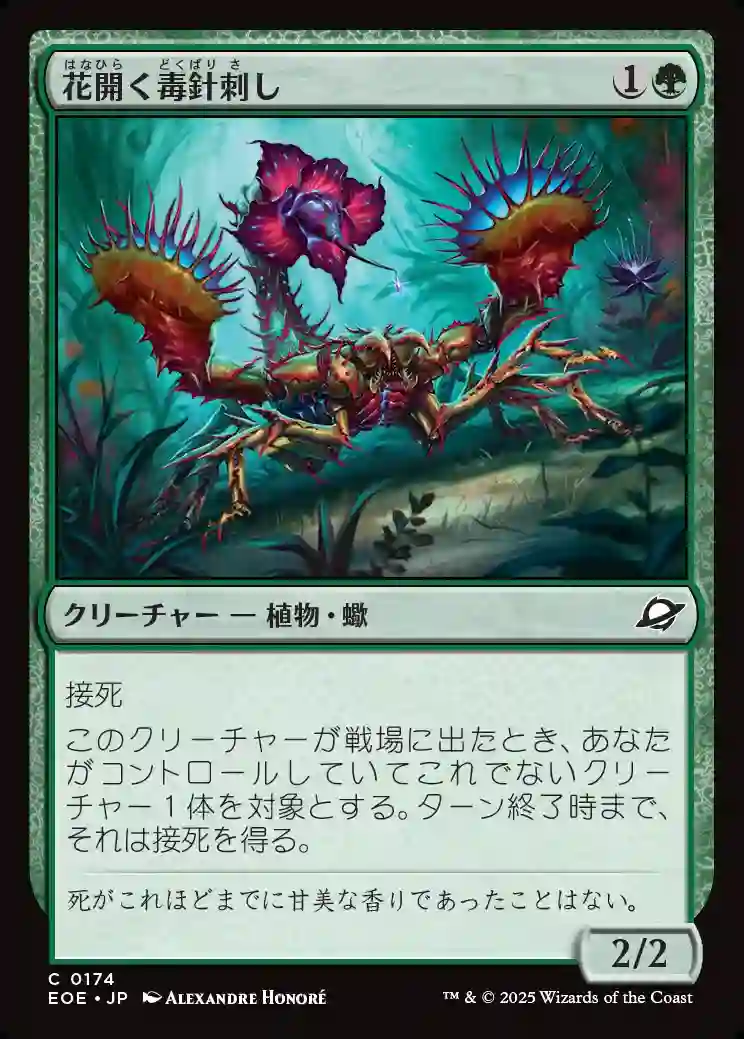 はなひら どくばり さ
花開く毒針刺し
1
クリーチャー — 植物・蠍
接死
このクリーチャーが戦場に出たとき、あなた
がコントロールしていてこれでないクリー
チャー１体を対象とする。ターン終了時まで、
それは接死を得る。
死がこれほどまでに甘美な香りであったことはない。
2/2
C 0174
EOE • JP ALEXANDRE HONORÉ
™ & © 2025 Wizards of the Coast